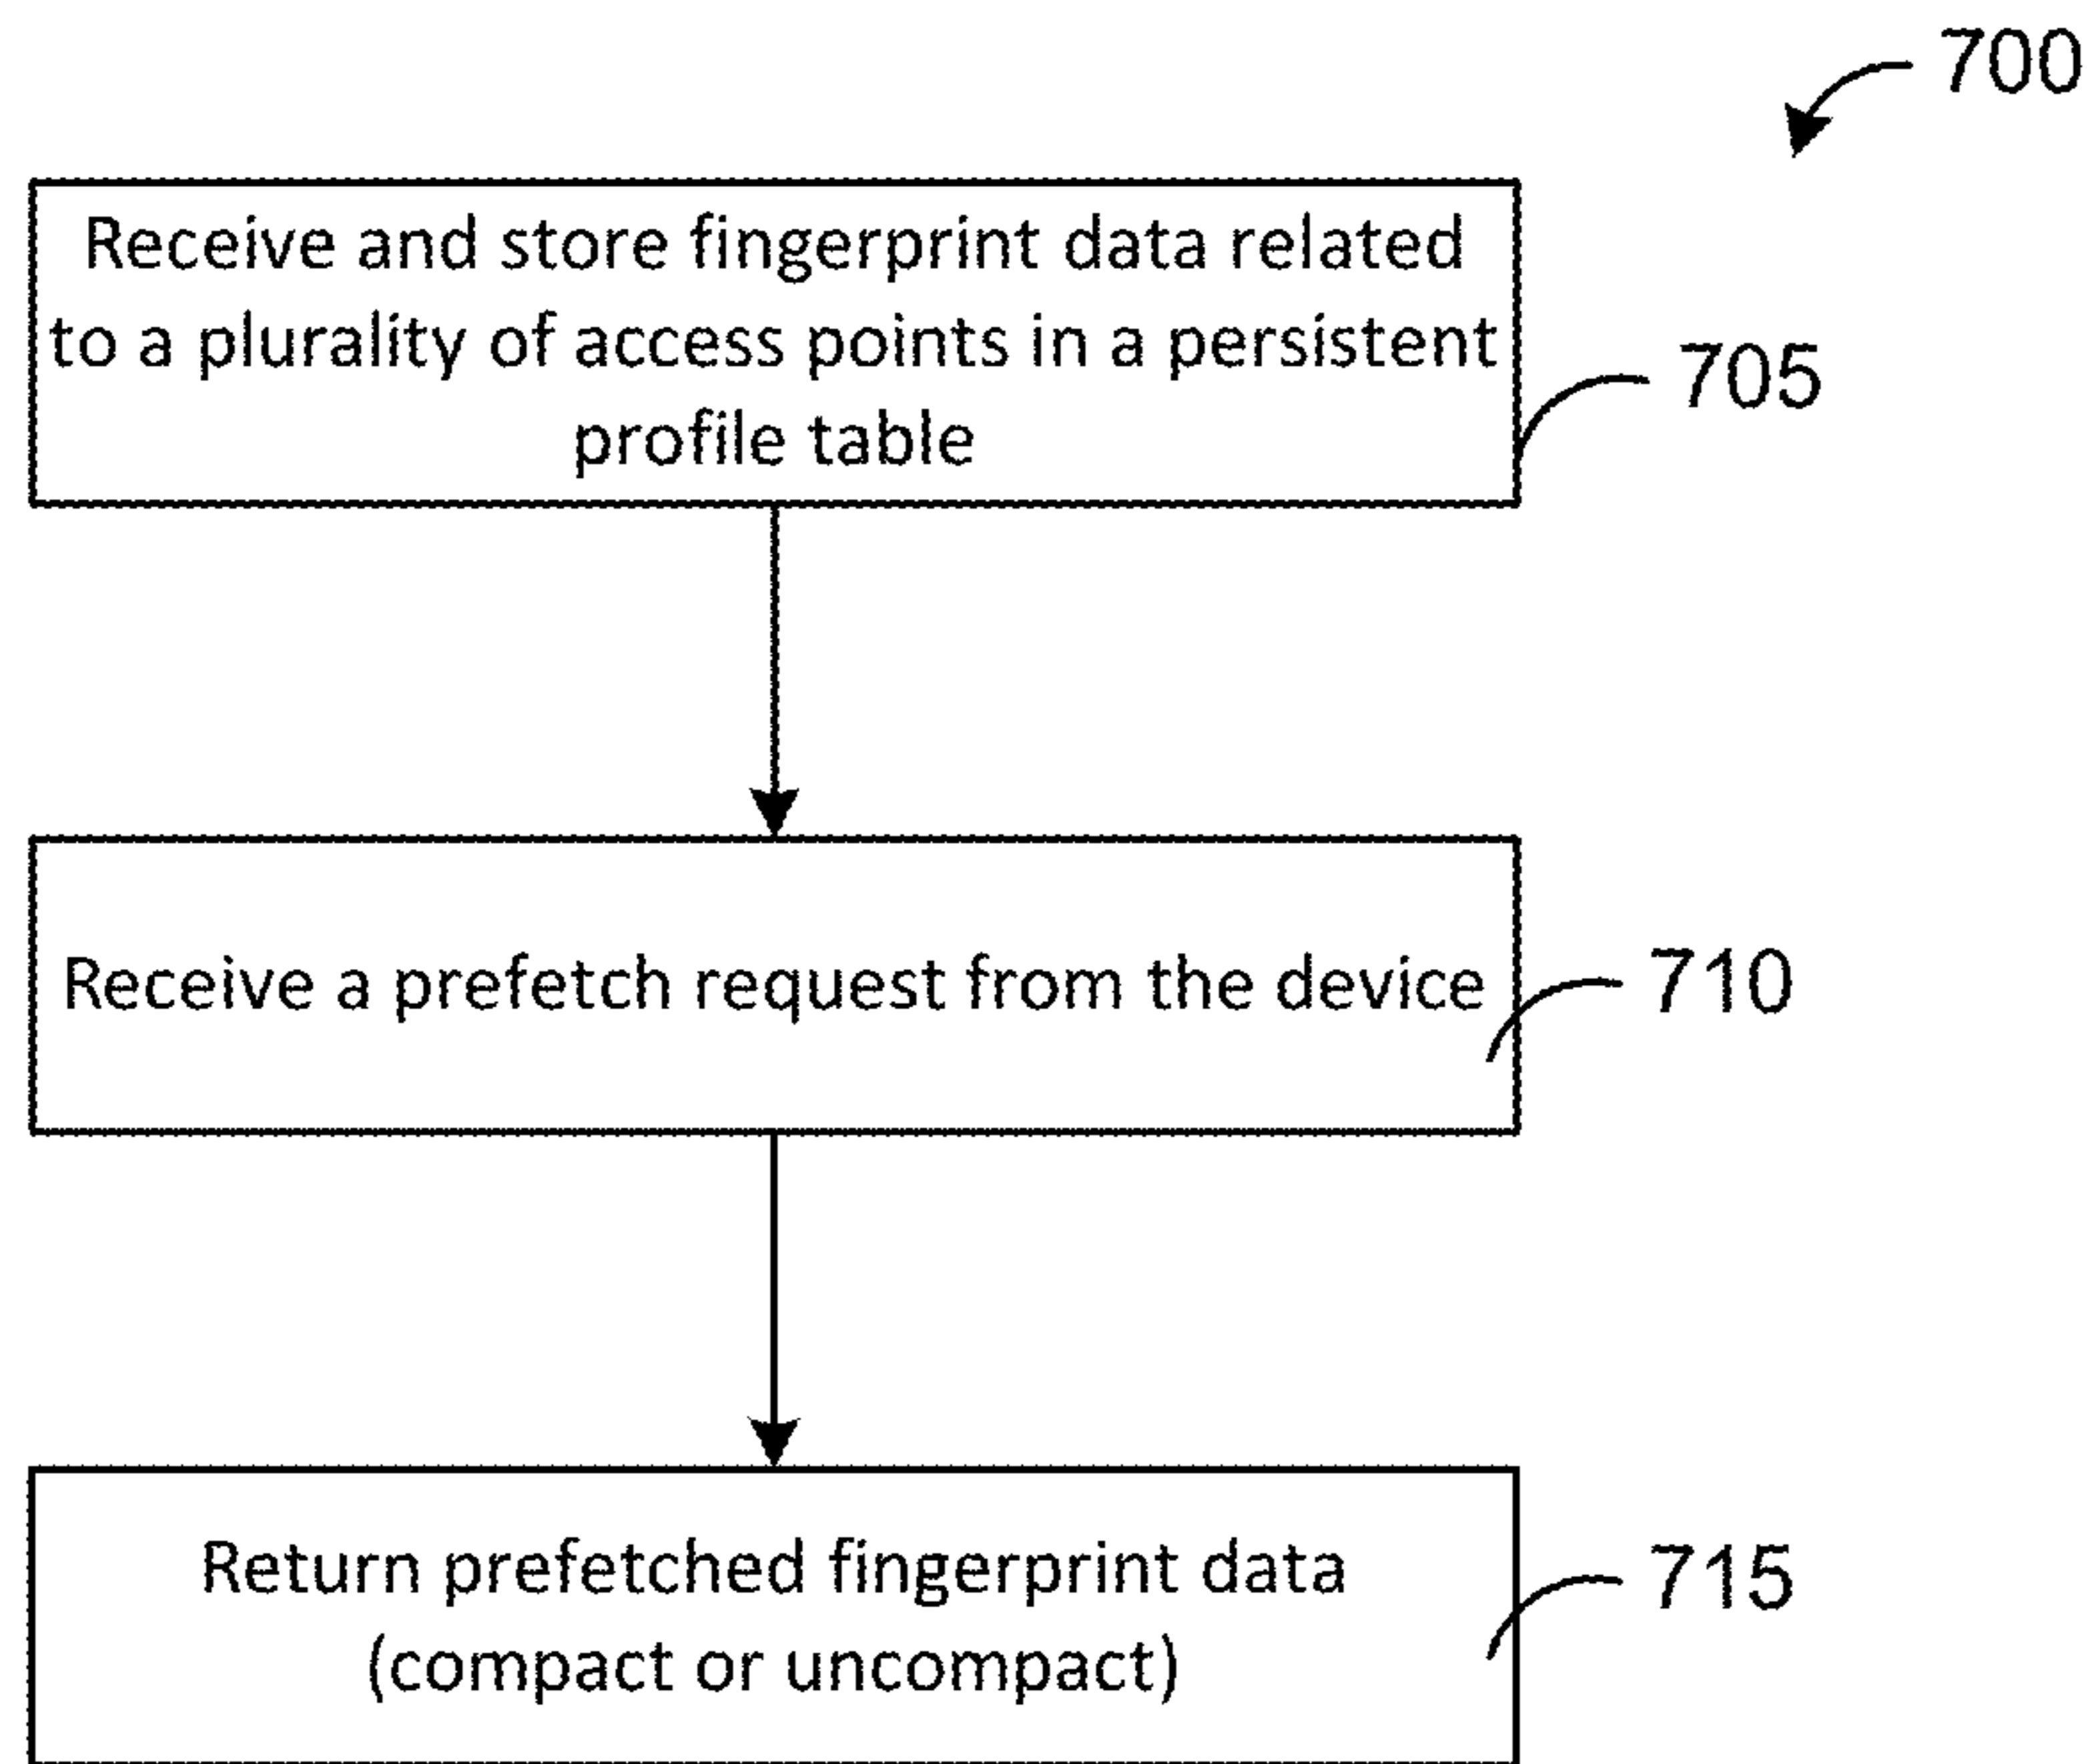 700
Receive and store fingerprint data related
to a plurality of access points in a persistent
profile table
705
Receive a prefetch request from the device
710
Return prefetched fingerprint data
(compact or uncompact)
715